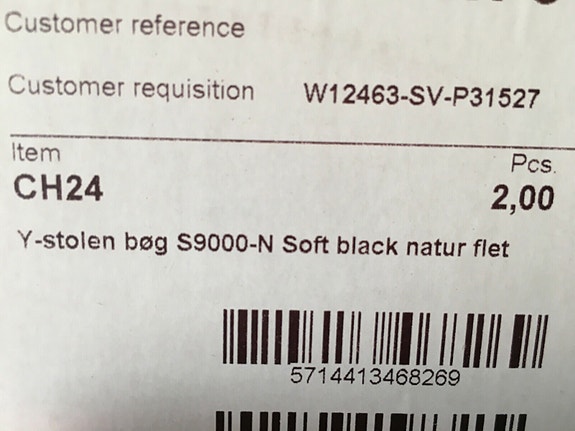 Customer reference
Customer requisition W12463-SV-P31527
Item Pcs.
CH24 2,00
Y-stolen bøg S9000-N Soft black natur flet
5714413468269